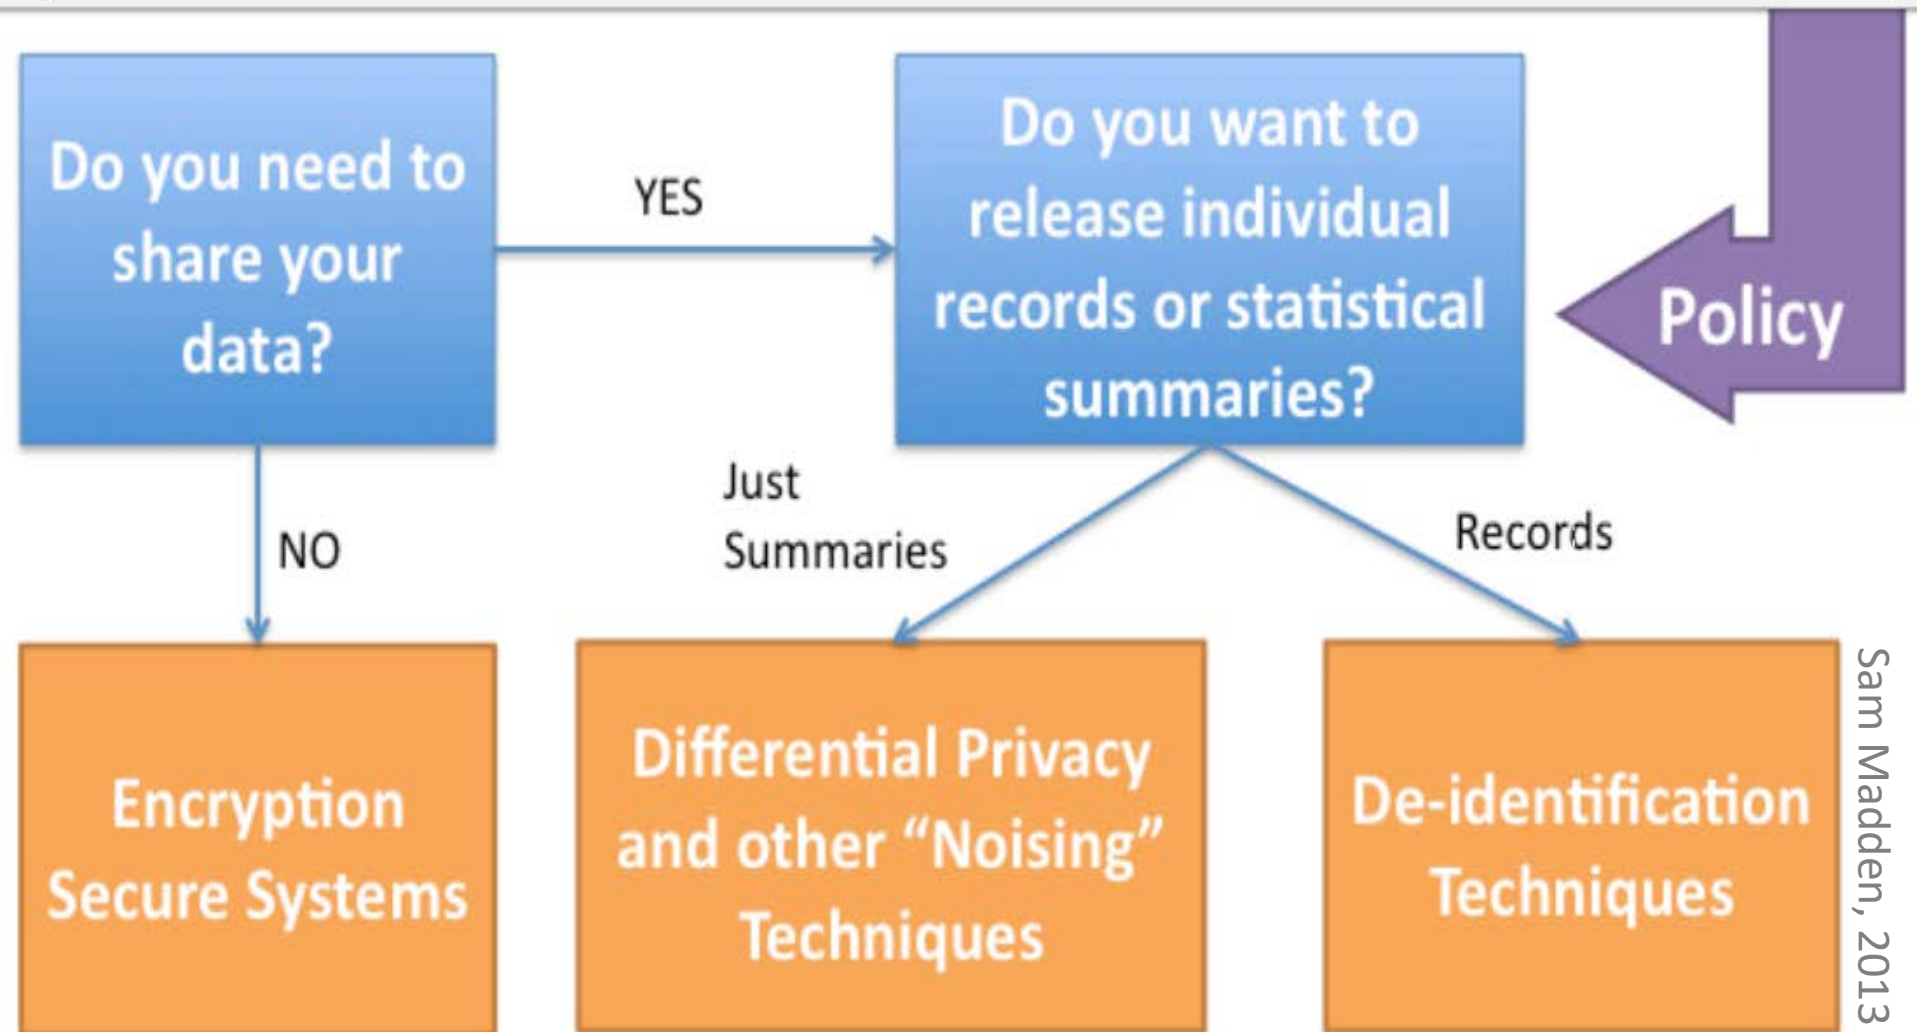 Do you need to
share your
data?
YES
Do you want to
release individual
records or statistical
summaries?
Policy
NO
Just
Summaries
Records
Encryption
Secure Systems
Differential Privacy
and other “Noising”
Techniques
De-identification
Techniques
Sam Madden, 2013